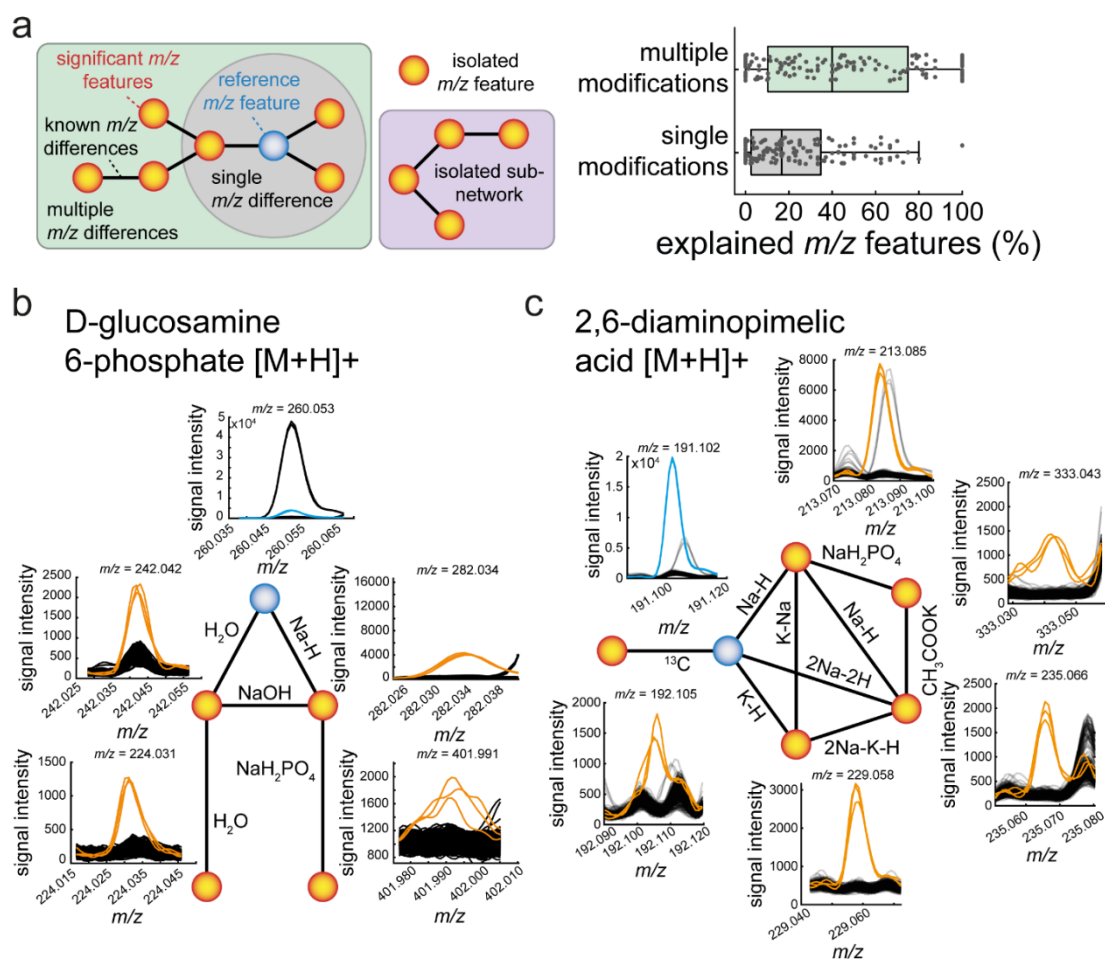 a
significant m/z
features
reference
m/z feature
known m/z
differences
single
m/z difference
multiple
m/z differences
isolated
m/z feature
isolated sub-
network
multiple
modifications
single
modifications
0 20 40 60 80 100
explained m/z features (%)
b
D-glucosamine
6-phosphate [M+H]+
m/z = 260.053
x10⁴
signal intensity
5
4
3
2
1
0
260.035 260.045 260.055 260.065
m/z
m/z = 242.042
signal intensity
2500
2000
1500
1000
500
0
242.025 242.035 242.045 242.055
m/z
m/z = 282.034
signal intensity
16000
12000
8000
4000
0
282.026 282.030 282.034 282.038
m/z
H₂O
Na-H
NaOH
m/z = 224.031
signal intensity
2000
1500
1000
500
0
224.015 224.025 224.035 224.045
m/z
H₂O
NaH₂PO₄
m/z = 401.991
signal intensity
2000
1800
1600
1400
1200
1000
800
401.980 401.990 402.000 402.010
m/z
c
2,6-diaminopimelic
acid [M+H]+
m/z = 213.085
signal intensity
8000
6000
4000
2000
0
213.070 213.080 213.090 213.100
m/z
m/z = 191.102
x10⁴
signal intensity
2
1.5
1
0.5
0
191.100 191.120
m/z
m/z = 333.043
signal intensity
2500
2000
1500
1000
500
0
333.030 333.050
m/z
NaH₂PO₄
Na-H
K-Na
Na-H
CH₃COOK
¹³C
2Na-2H
K-H
2Na-K-H
m/z = 192.105
signal intensity
2500
2000
1500
1000
500
0
192.090 192.100 192.110 192.120
m/z
m/z = 235.066
signal intensity
2500
2000
1500
1000
500
0
235.060 235.070 235.080
m/z
m/z = 229.058
signal intensity
3000
2000
1000
0
229.040 229.060
m/z